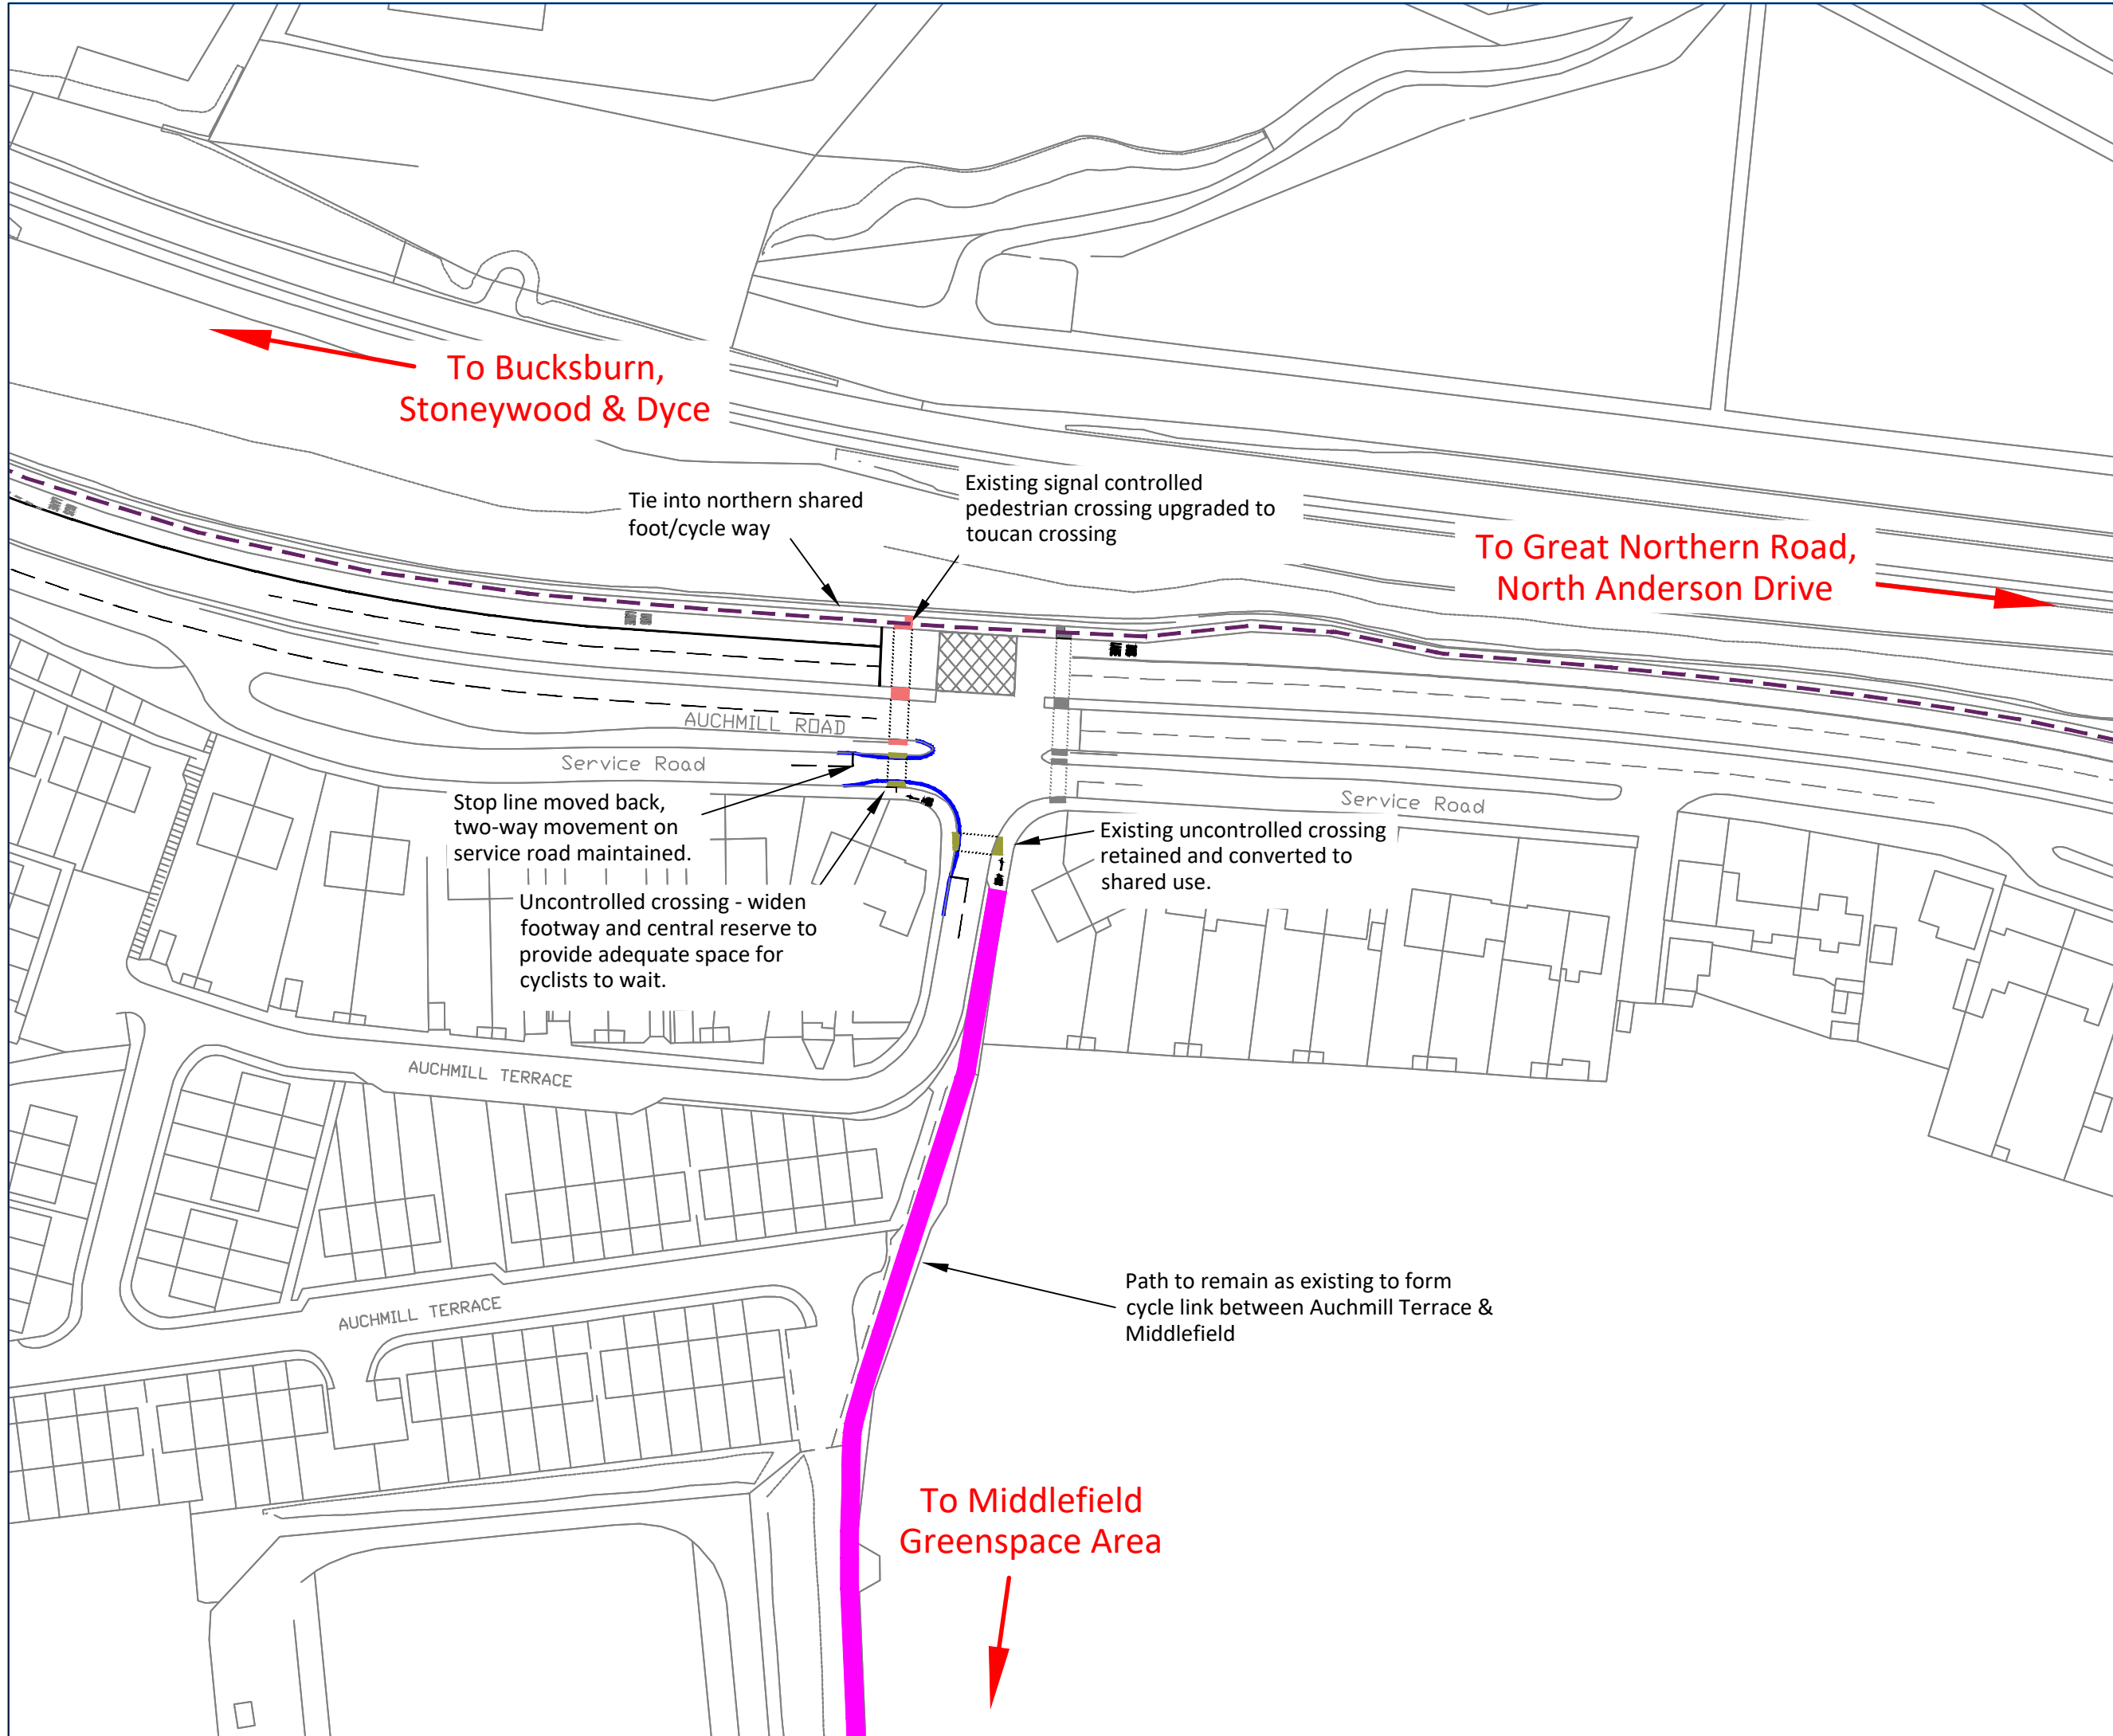 To Bucksburn,
Stoneywood & Dyce
Tie into northern shared
foot/cycle way
Existing signal controlled
pedestrian crossing upgraded to
toucan crossing
To Great Northern Road,
North Anderson Drive
AUCHMILL ROAD
Service Road
Service Road
Stop line moved back,
two-way movement on
service road maintained.
Existing uncontrolled crossing
retained and converted to
shared use.
Uncontrolled crossing - widen
footway and central reserve to
provide adequate space for
cyclists to wait.
AUCHMILL TERRACE
Path to remain as existing to form
cycle link between Auchmill Terrace &
Middlefield
AUCHMILL TERRACE
To Middlefield
Greenspace Area